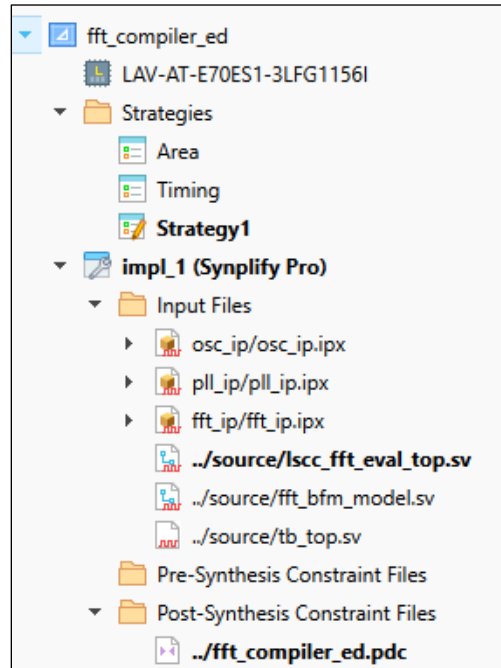 fft_compiler_ed
LAV-AT-E70ES1-3LFG1156I
Strategies
Area
Timing
Strategy1
impl_1 (Synplify Pro)
Input Files
osc_ip/osc_ip.ipx
pll_ip/pll_ip.ipx
fft_ip/fft_ip.ipx
../source/lscc_fft_eval_top.sv
../source/fft_bfm_model.sv
../source/tb_top.sv
Pre-Synthesis Constraint Files
Post-Synthesis Constraint Files
../fft_compiler_ed.pdc